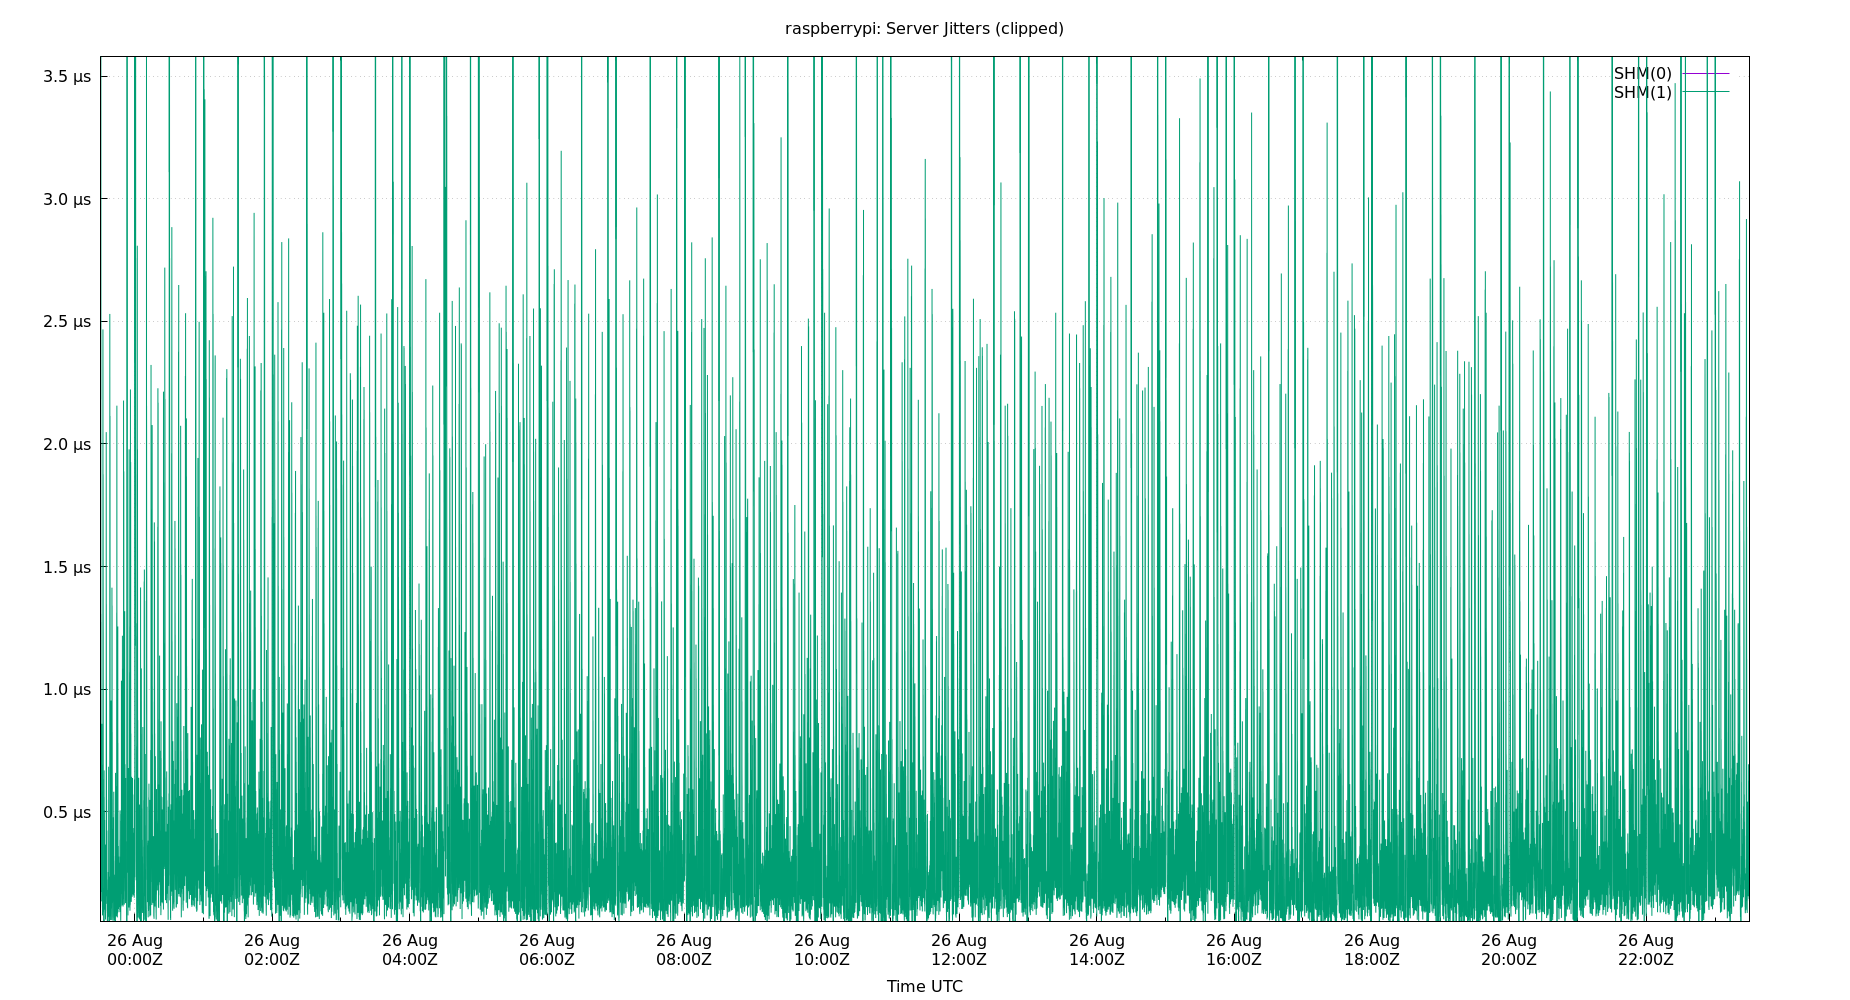 raspberrypi: Server Jitters (clipped)
SHM(0)
SHM(1)
3.5 µs
3.0 µs
2.5 µs
2.0 µs
1.5 µs
1.0 µs
0.5 µs
26 Aug 26 Aug 26 Aug 26 Aug 26 Aug 26 Aug 26 Aug 26 Aug 26 Aug 26 Aug 26 Aug 26 Aug
00:00Z 02:00Z 04:00Z 06:00Z 08:00Z 10:00Z 12:00Z 14:00Z 16:00Z 18:00Z 20:00Z 22:00Z
Time UTC